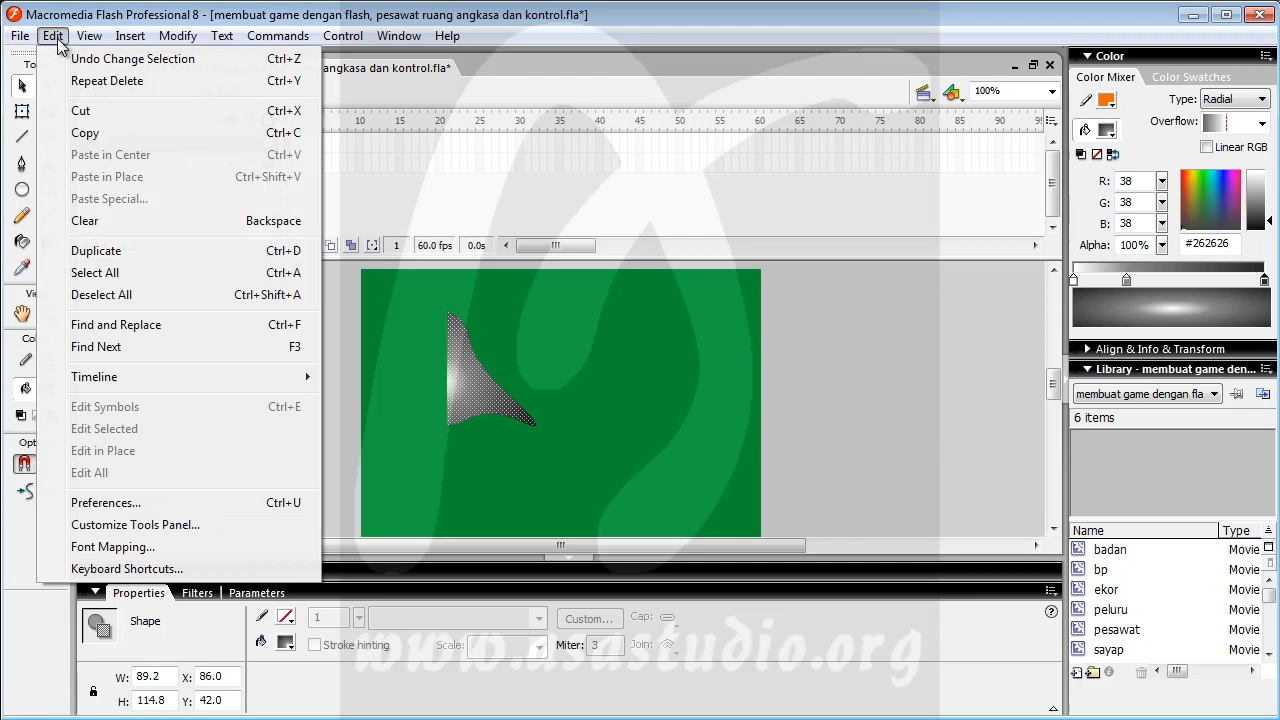 Macromedia Flash Professional 8 - [membuat game dengan flash, pesawat ruang angkasa dan kontrol.fla*]
File Edit View Insert Modify Text Commands Control Window Help
Undo Change Selection Ctrl+Z
Repeat Delete Ctrl+Y
Cut Ctrl+X
Copy Ctrl+C
Paste in Center Ctrl+V
Paste in Place Ctrl+Shift+V
Paste Special...
Clear Backspace
Duplicate Ctrl+D
Select All Ctrl+A
Deselect All Ctrl+Shift+A
Find and Replace Ctrl+F
Find Next F3
Timeline
Edit Symbols Ctrl+E
Edit Selected
Edit in Place
Edit All
Preferences... Ctrl+U
Customize Tools Panel...
Font Mapping...
Keyboard Shortcuts...
To
Vi
Col
Opt
angkasa dan kontrol.fla*
100%
10 15 20 25 30 35 40 45 50 55 60 65 70 75 80 85 90 95
1 60.0 fps 0.0s
Color
Color Mixer Color Swatches
Type: Radial
Overflow:
Linear RGB
R: 38
G: 38
B: 38
Alpha: 100% #262626
Align & Info & Transform
Library - membuat game den...
membuat game dengan fla
6 items
Name Type
badan Movie
bp Movie
ekor Movie
peluru Movie
pesawat Movie
sayap Movie
Properties Filters Parameters
Shape
1 Custom... Cap:
Stroke hinting Scale: Miter: 3 Join:
W: 89.2 X: 86.0
H: 114.8 Y: 42.0
www.asastudio.org